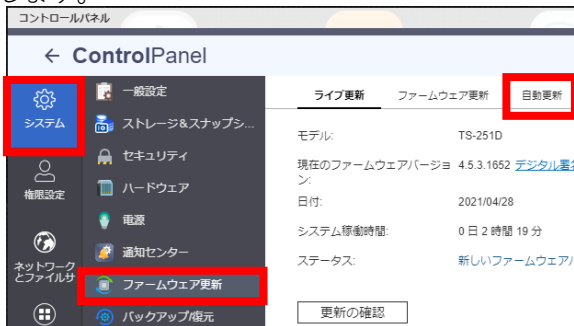 します。
コントロールパネル
← ControlPanel
システム
権限設定
ネットワーク
とファイルサ
一般設定
ストレージ&スナップシ...
セキュリティ
ハードウェア
電源
通知センター
ファームウェア更新
バックアップ/復元
ライブ更新 ファームウェア更新 自動更新
モデル: TS-251D
現在のファームウェアバージョン: 4.5.3.1652 デジタル署名
日付: 2021/04/28
システム稼働時間: 0 日 2 時間 19 分
ステータス: 新しいファームウェアバ
更新の確認